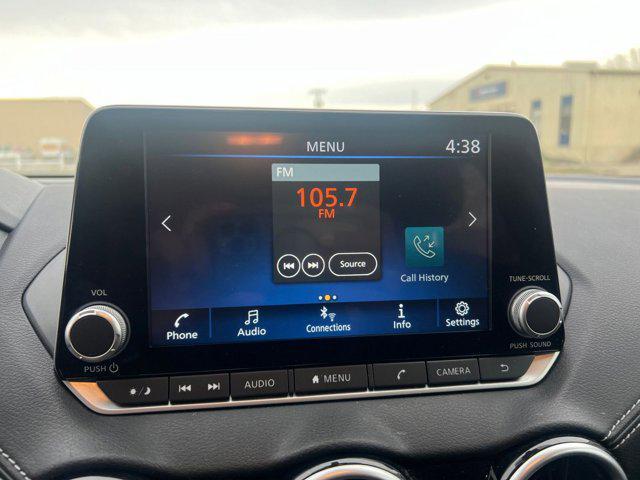 MENU 4:38
FM
105.7
FM
Source
Call History
Phone Audio Connections Info Settings
VOL
PUSH
TUNE-SCROLL
PUSH SOUND
AUDIO MENU CAMERA